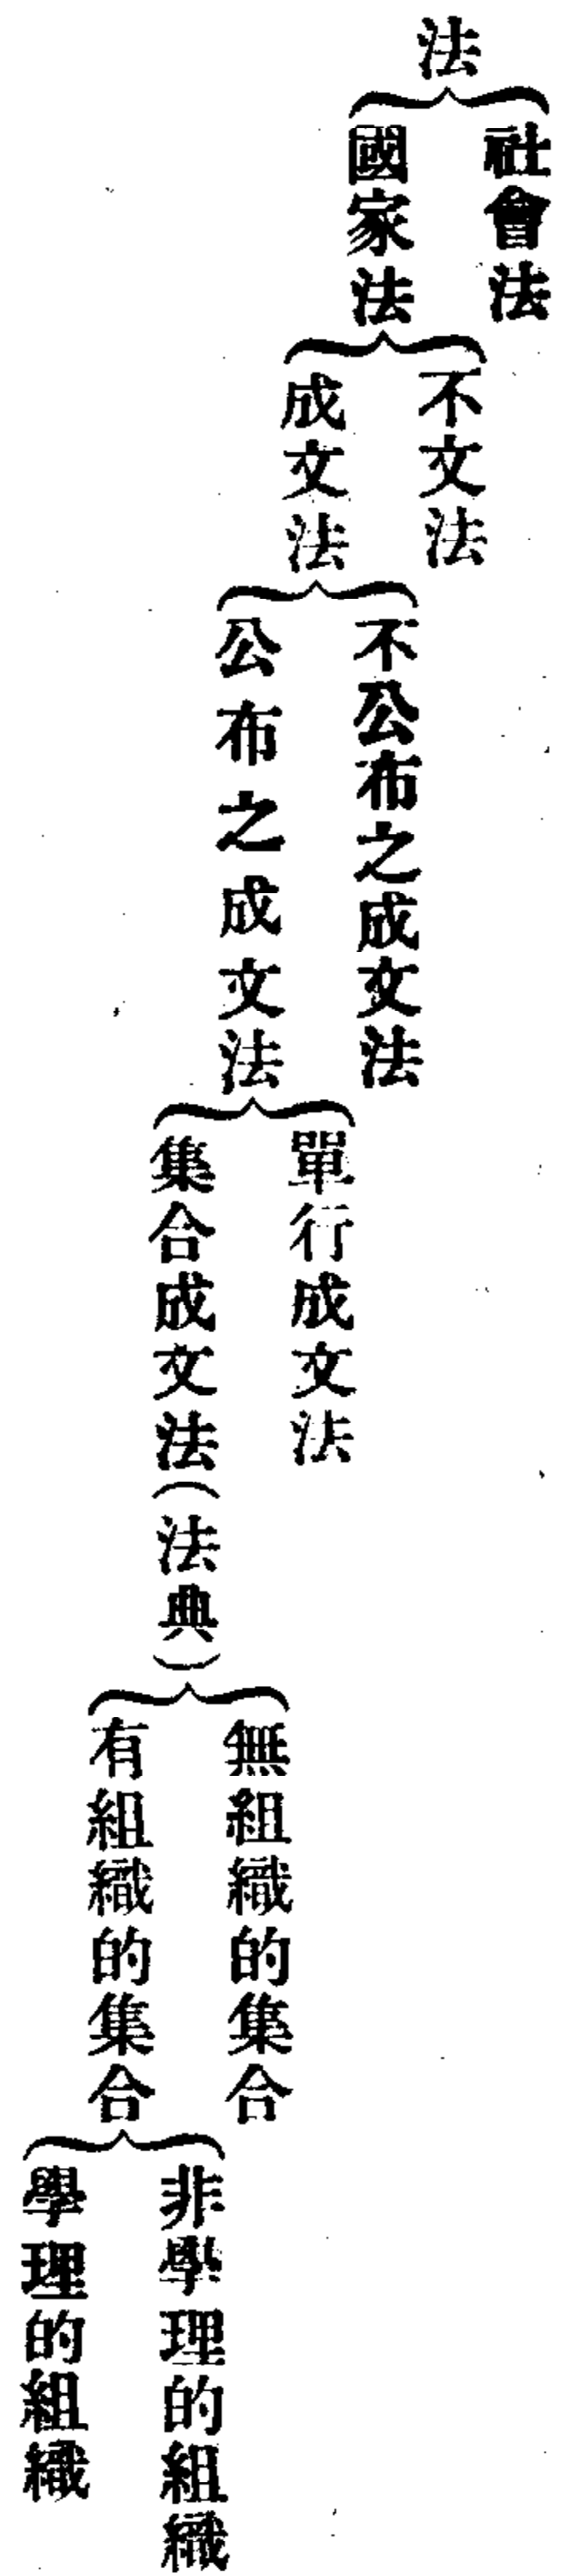 法
社會法
國家法
不文法
成文法
不公布之成文法
公布之成文法
單行成文法
集合成文法(法典)
無組織的集合
有組織的集合
非學理的組織
學理的組織